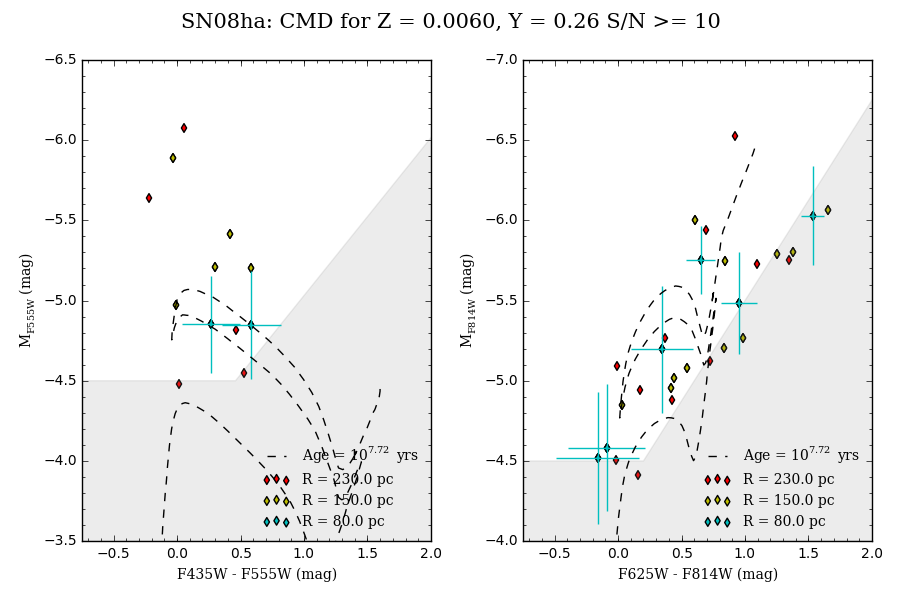 SN08ha: CMD for Z = 0.0060, Y = 0.26 S/N >= 10
M_F555W (mag)
−6.5
−6.0
−5.5
−5.0
−4.5
−4.0
−3.5
−0.5 0.0 0.5 1.0 1.5 2.0
F435W - F555W (mag)
Age = 10^7.72 yrs
R = 230.0 pc
R = 150.0 pc
R = 80.0 pc
M_F814W (mag)
−7.0
−6.5
−6.0
−5.5
−5.0
−4.5
−4.0
−0.5 0.0 0.5 1.0 1.5 2.0
F625W - F814W (mag)
Age = 10^7.72 yrs
R = 230.0 pc
R = 150.0 pc
R = 80.0 pc